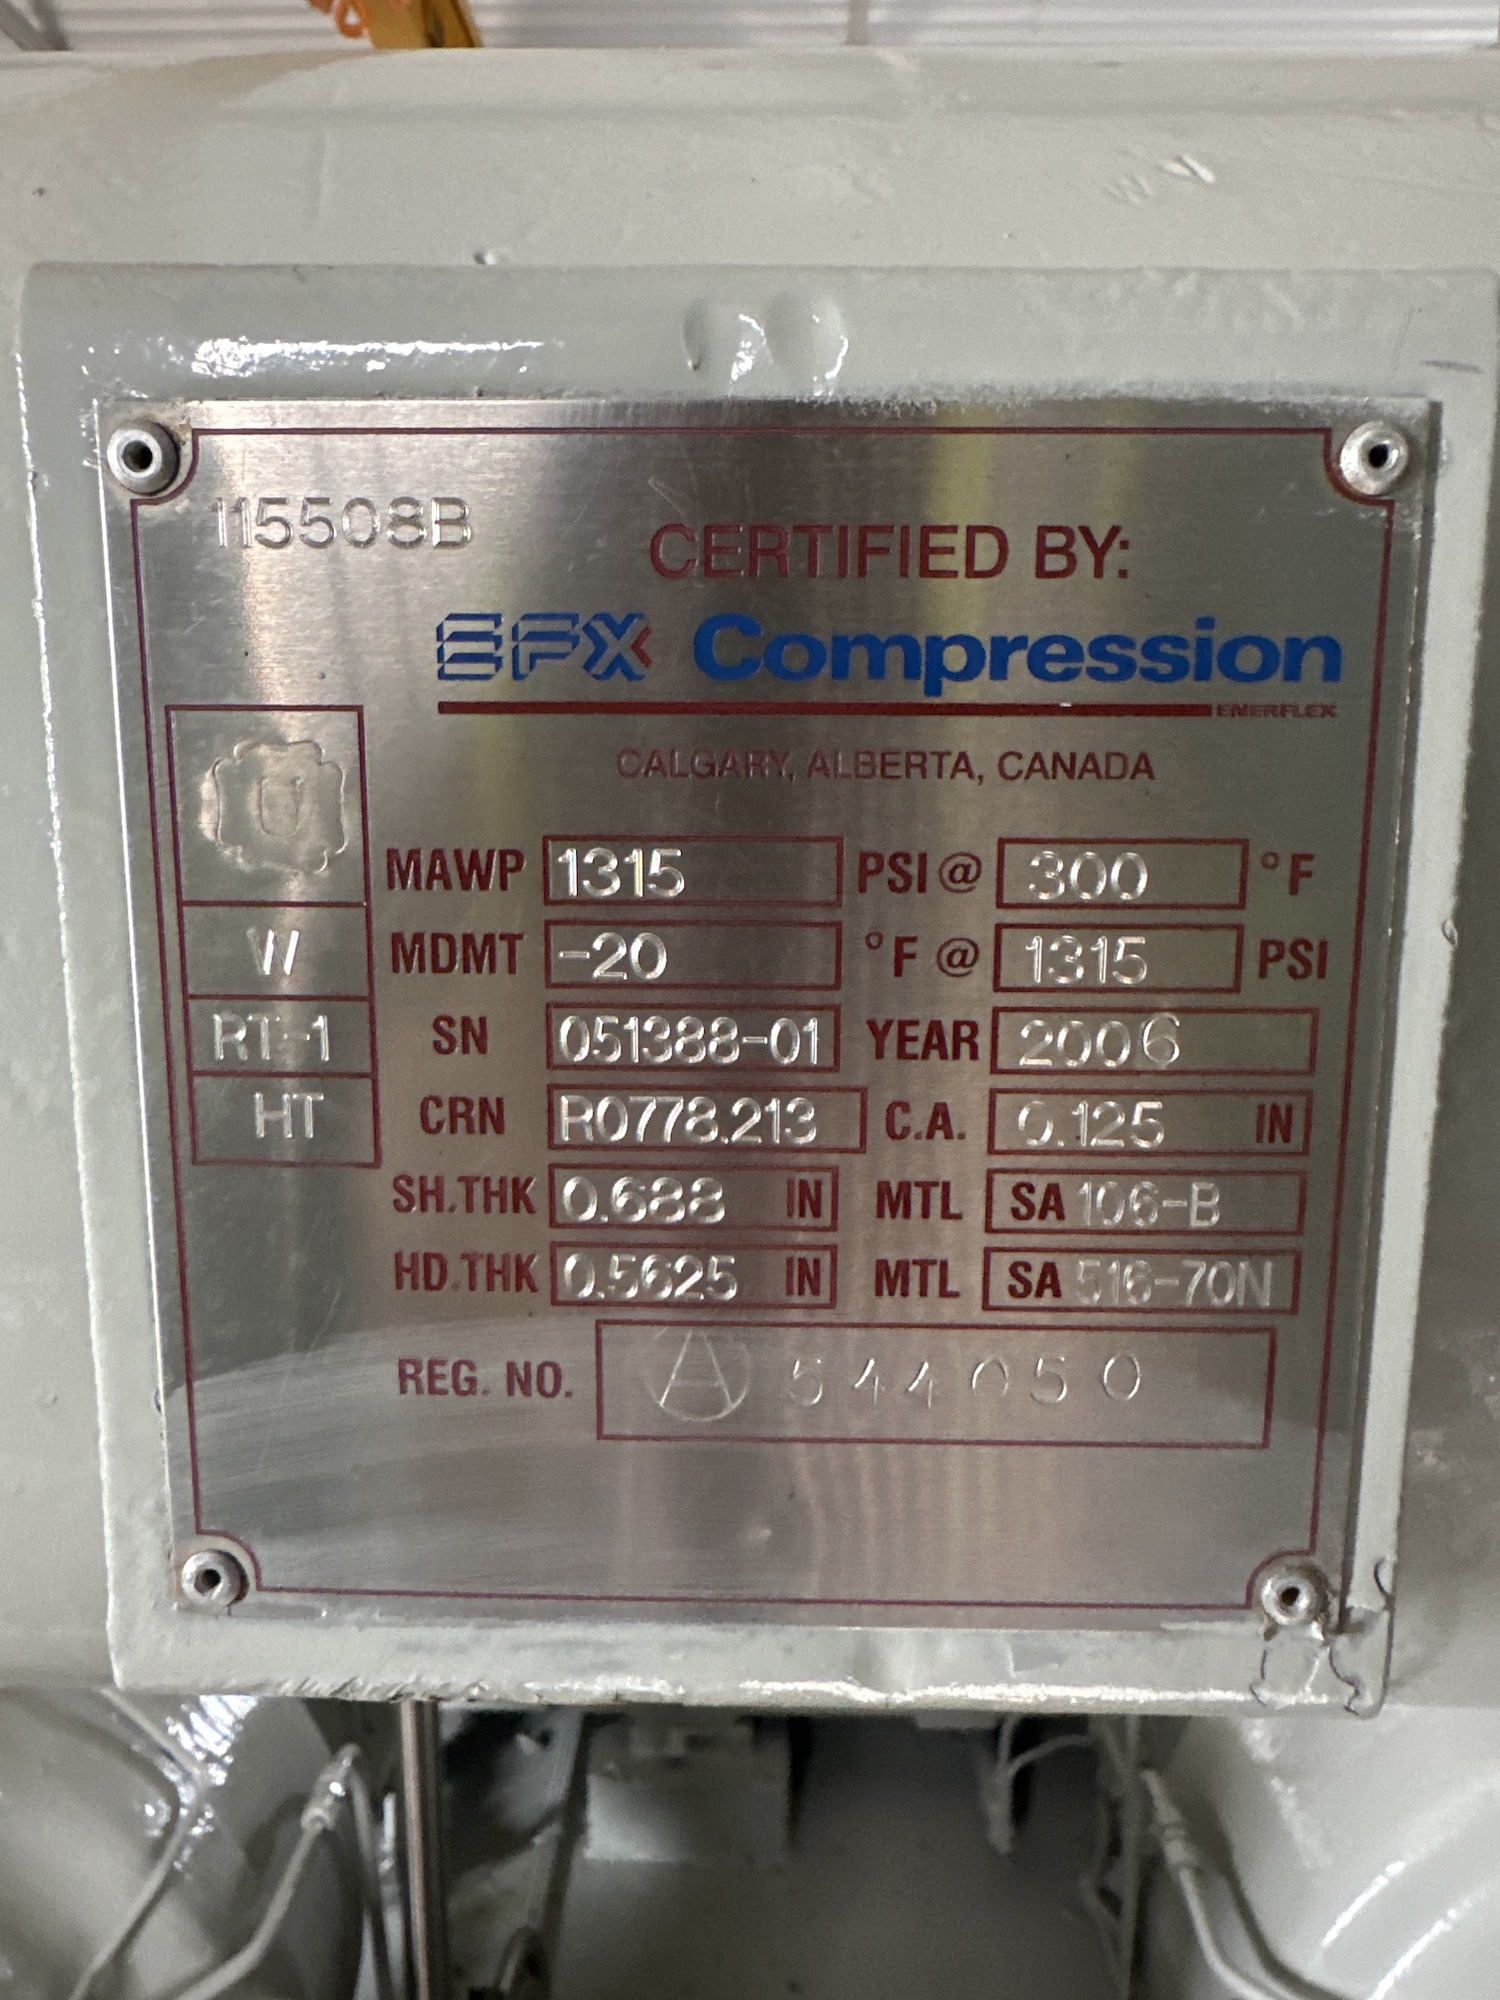 115508B
CERTIFIED BY:
EFX Compression
ENERFLEX
CALGARY, ALBERTA, CANADA
U
W
RT-1
HT
MAWP 1315 PSI @ 300 °F
MDMT -20 °F @ 1315 PSI
SN 051388-01 YEAR 2006
CRN R0778.213 C.A. 0.125 IN
SH.THK 0.688 IN MTL SA 106-B
HD.THK 0.5625 IN MTL SA 516-70N
REG. NO. A 544050